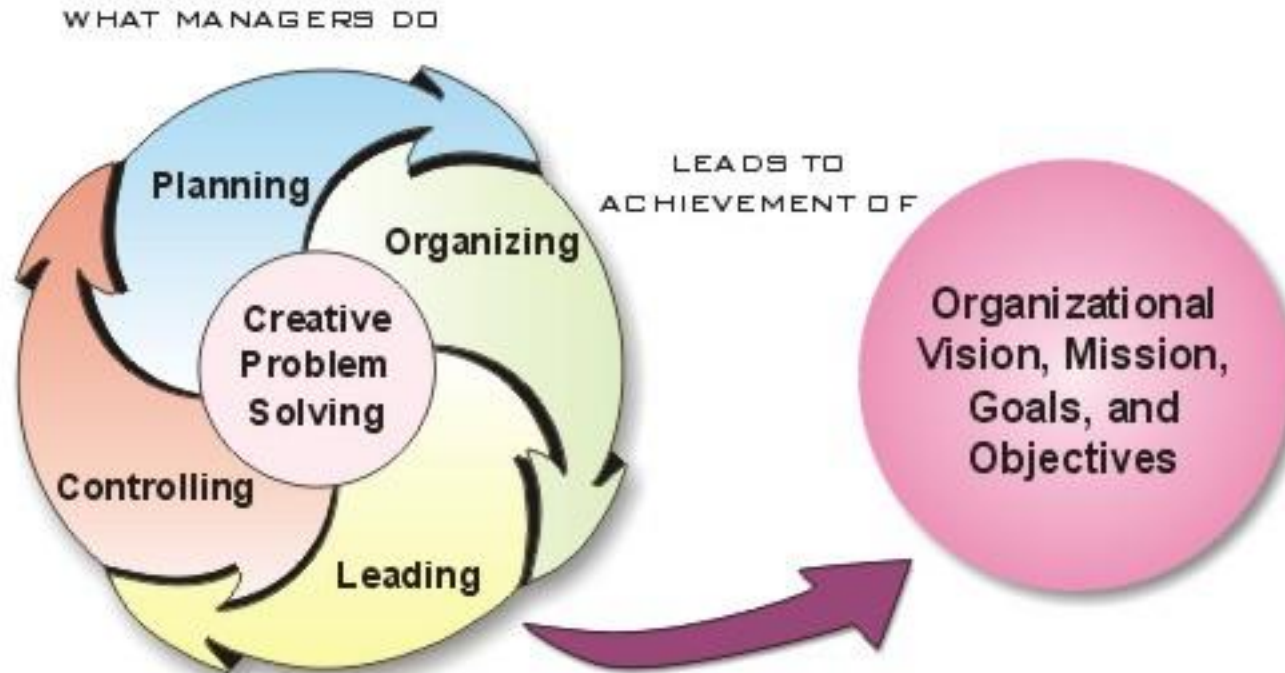 WHAT MANAGERS DO
Planning
Organizing
Creative
Problem
Solving
Controlling
Leading
LEADS TO
ACHIEVEMENT OF
Organizational
Vision, Mission,
Goals, and
Objectives